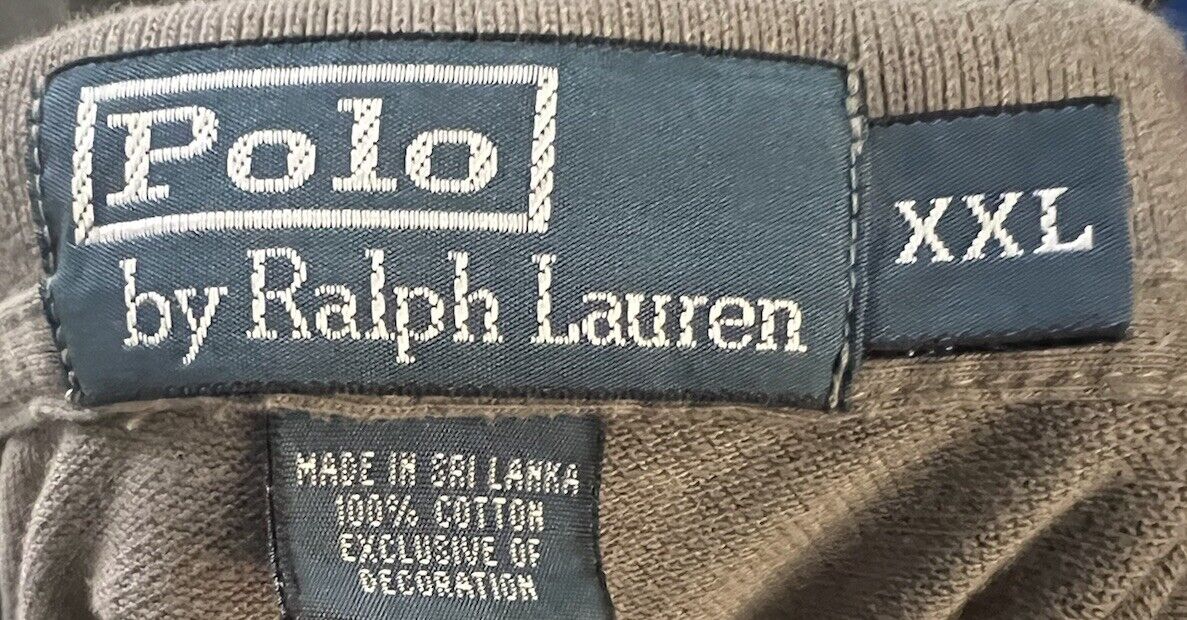 Polo
by Ralph Lauren
XXL
MADE IN SRI LANKA
100% COTTON
EXCLUSIVE OF
DECORATION